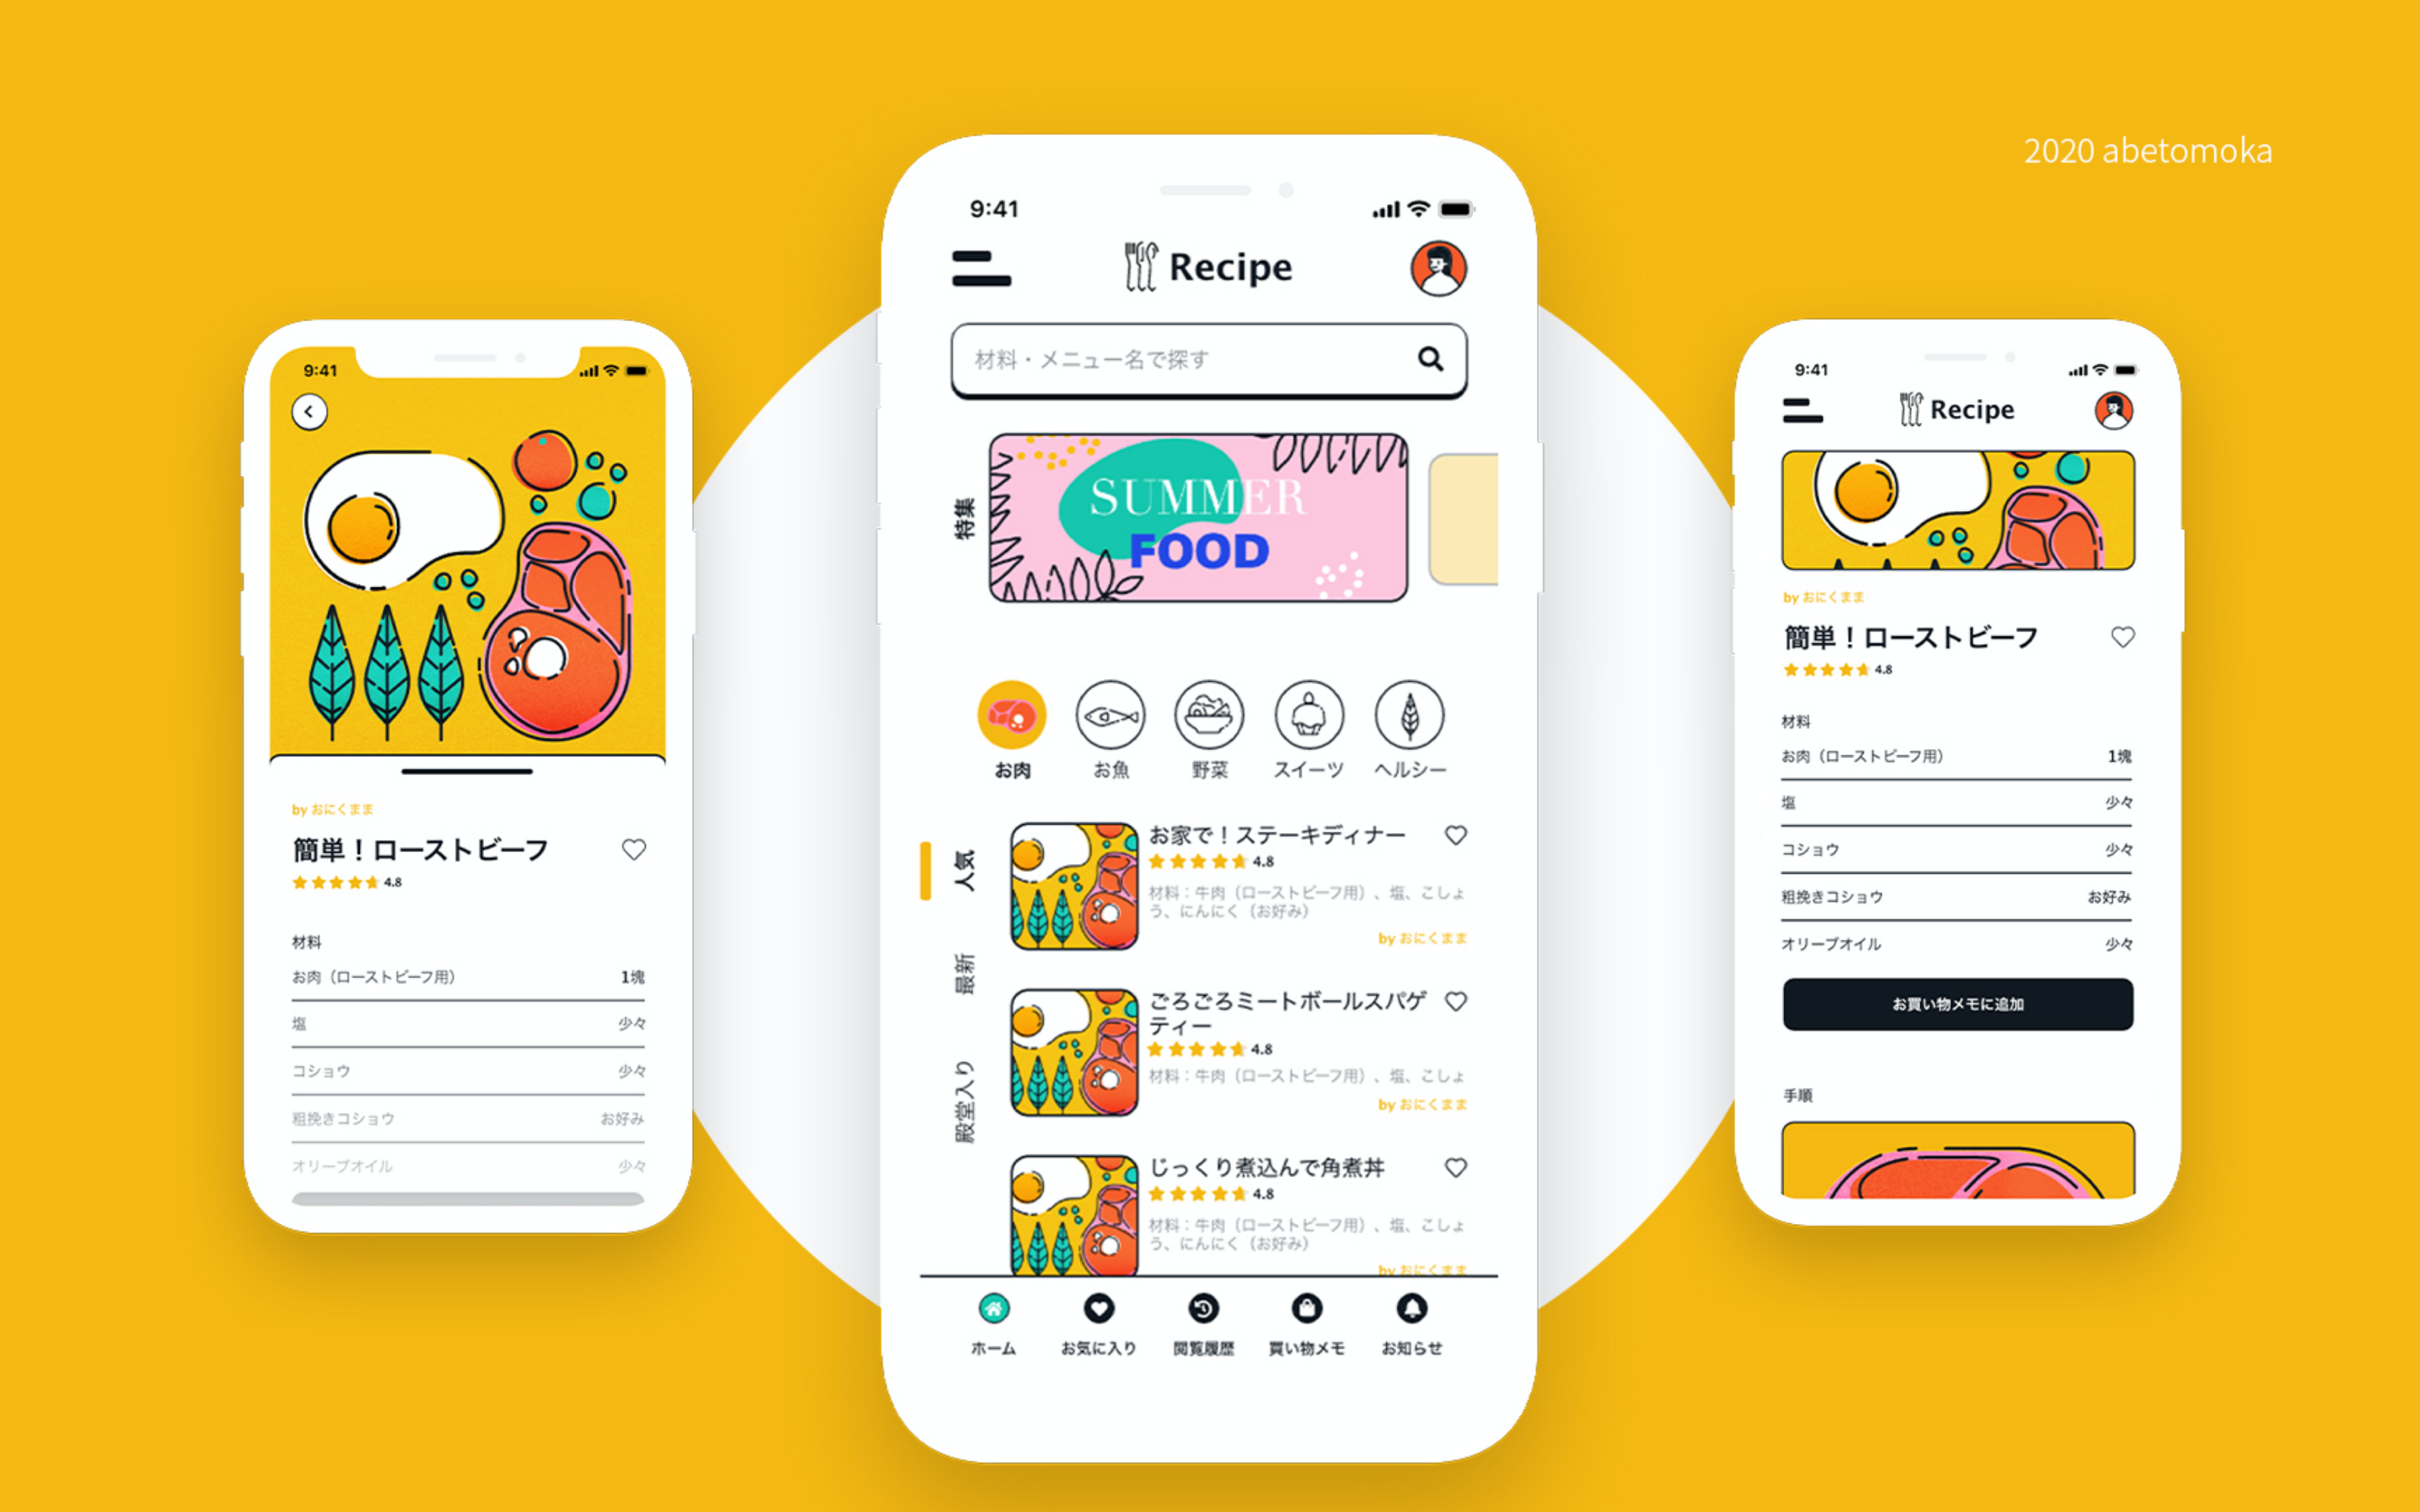 2020 abetomoka
9:41
by おにくまま
簡単！ローストビーフ
4.8
材料
お肉（ローストビーフ用） 1塊
塩 少々
コショウ 少々
粗挽きコショウ お好み
オリーブオイル 少々
9:41
Recipe
材料・メニュー名で探す
特集
SUMMER
FOOD
お肉 お魚 野菜 スイーツ ヘルシー
人気
最新
殿堂入り
お家で！ステーキディナー
4.8
材料：牛肉（ローストビーフ用）、塩、こしょ
う、にんにく（お好み）
by おにくまま
ごろごろミートボールスパゲ
ティー
4.8
材料：牛肉（ローストビーフ用）、塩、こしょ
by おにくまま
じっくり煮込んで角煮丼
4.8
材料：牛肉（ローストビーフ用）、塩、こしょ
う、にんにく（お好み）
by おにくまま
ホーム お気に入り 閲覧履歴 買い物メモ お知らせ
9:41
Recipe
by おにくまま
簡単！ローストビーフ
4.8
材料
お肉（ローストビーフ用） 1塊
塩 少々
コショウ 少々
粗挽きコショウ お好み
オリーブオイル 少々
お買い物メモに追加
手順